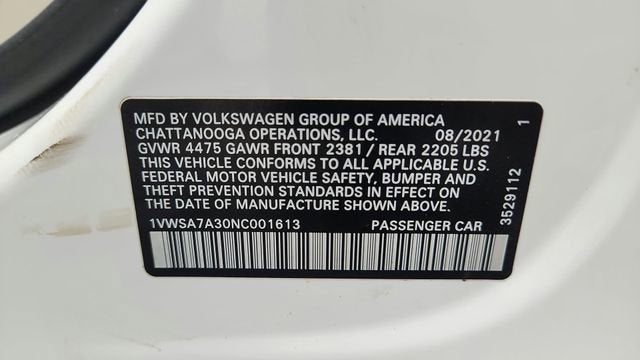 MFD BY VOLKSWAGEN GROUP OF AMERICA
CHATTANOOGA OPERATIONS, LLC. 08/2021
GVWR 4475 GAWR FRONT 2381 / REAR 2205 LBS
THIS VEHICLE CONFORMS TO ALL APPLICABLE U.S.
FEDERAL MOTOR VEHICLE SAFETY, BUMPER AND
THEFT PREVENTION STANDARDS IN EFFECT ON
THE DATE OF MANUFACTURE SHOWN ABOVE.
1VWSA7A30NC001613 PASSENGER CAR
3529112 1